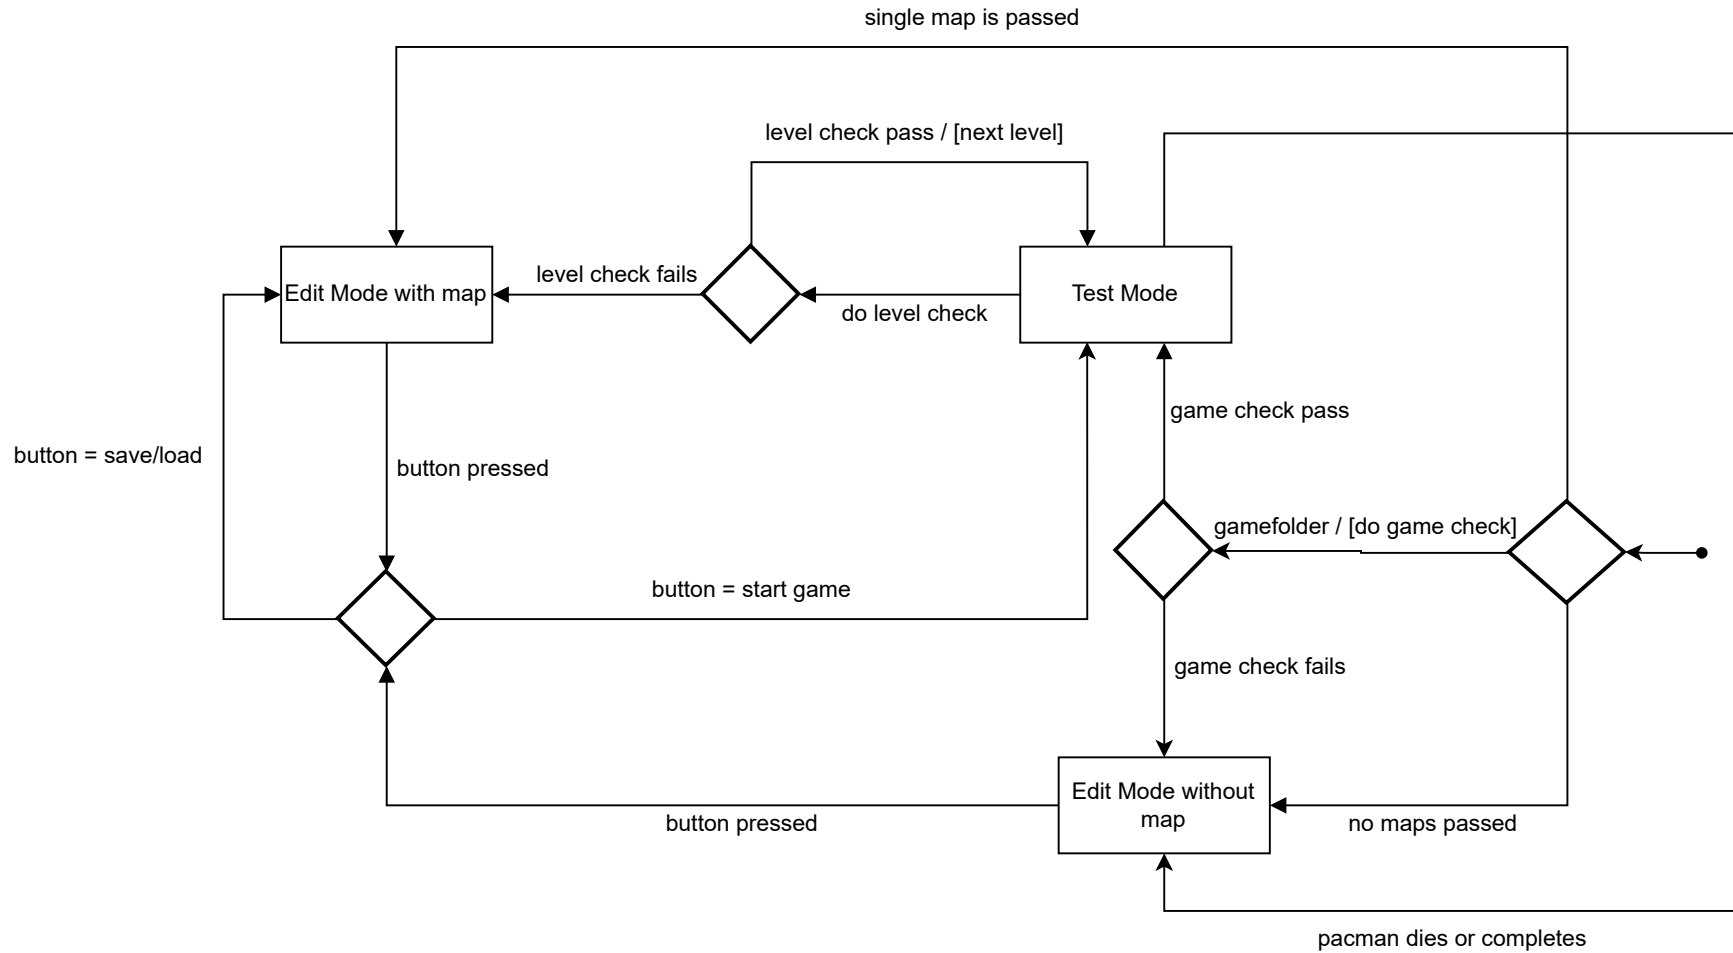 single map is passed
level check pass / [next level]
level check fails
Edit Mode with map
Test Mode
do level check
game check pass
button = save/load
button pressed
gamefolder / [do game check]
button = start game
game check fails
Edit Mode without
map
button pressed
no maps passed
pacman dies or completes